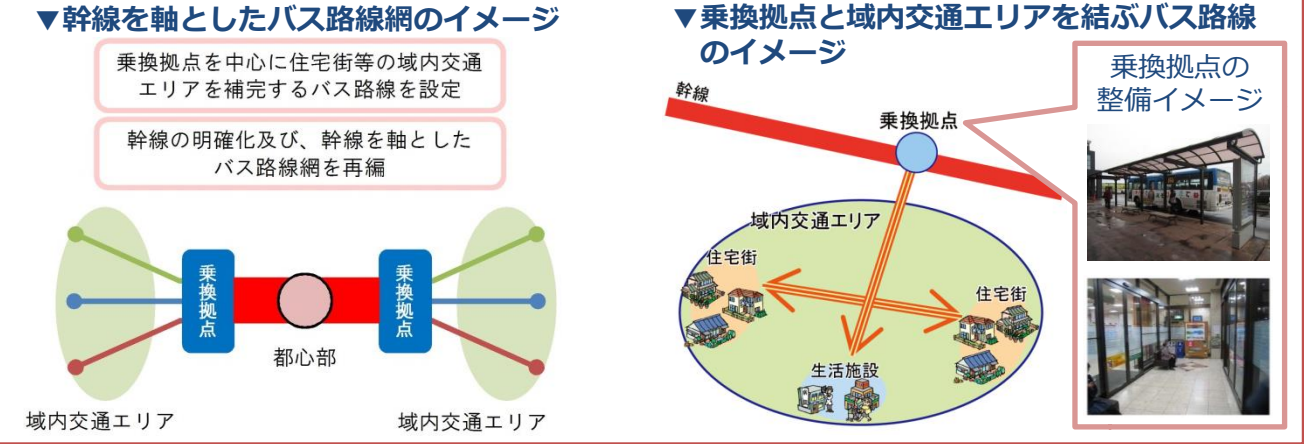 ▼幹線を軸としたバス路線網のイメージ
乗換拠点を中心に住宅街等の域内交通
エリアを補完するバス路線を設定
幹線の明確化及び、幹線を軸とした
バス路線網を再編
乗換拠点
乗換拠点
都心部
域内交通エリア
域内交通エリア
▼乗換拠点と域内交通エリアを結ぶバス路線
のイメージ
幹線
乗換拠点
域内交通エリア
住宅街
住宅街
生活施設
乗換拠点の
整備イメージ